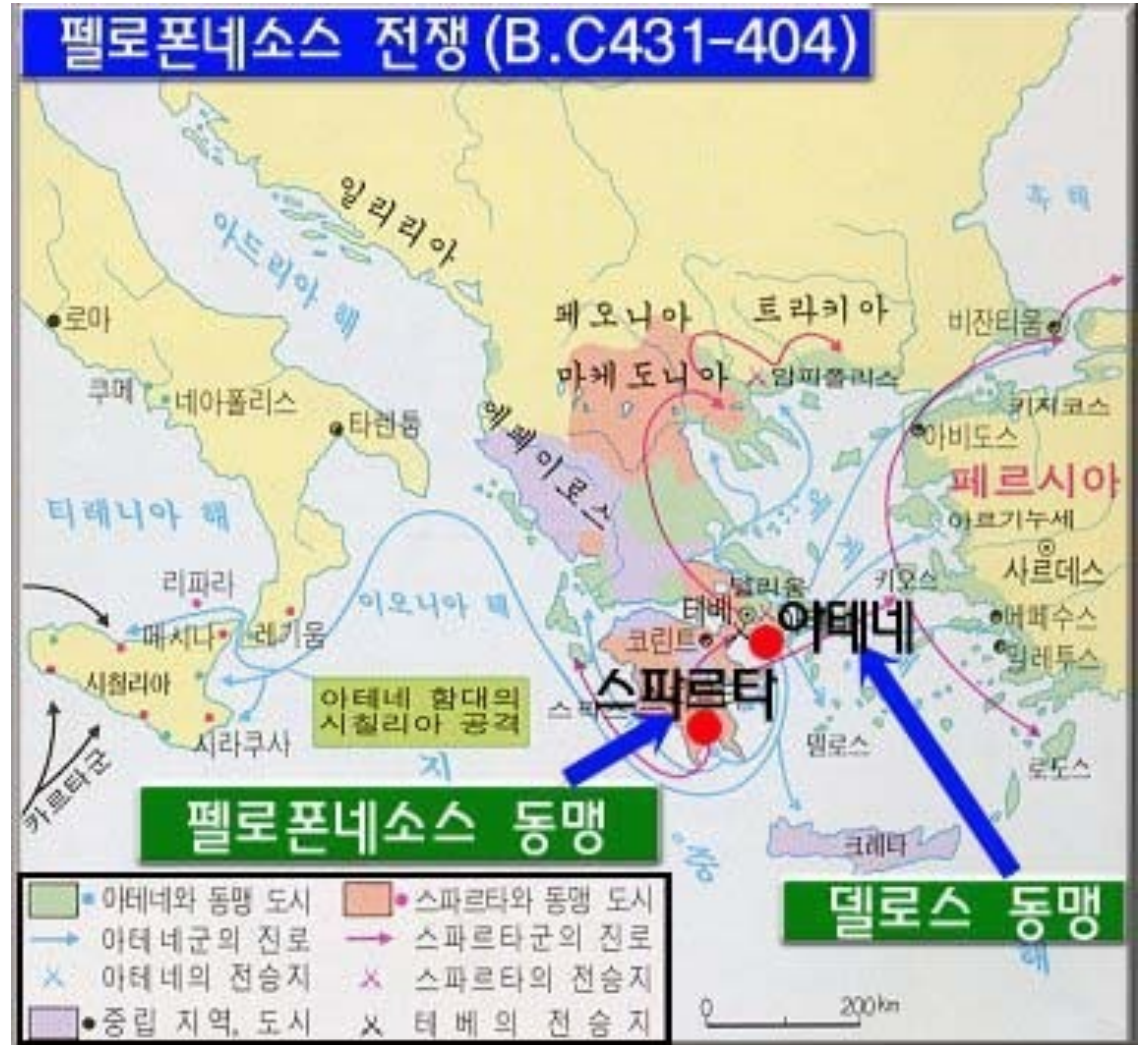 펠로폰네소스 전쟁(B.C431-404)
흑해
일리리아
아드리아 해
페오니아
트라키아
비잔티움
로마
마케도니아
암피폴리스
쿠메
네아폴리스
타렌툼
에페이로스
키지코스
아비도스
페르시아
티레니아 해
아르기누세
사르데스
리피라
이오니아 해
델리움
키오스
테베
아테네
에페수스
메시나
레기움
코린트
밀레투스
시칠리아
스파르타
아테네 함대의
시칠리아 공격
시라쿠사
델로스
로도스
카르타군
지
펠로폰네소스 동맹
중
크레타
델로스 동맹
해
아테네와 동맹 도시
스파르타와 동맹 도시
아테네군의 진로
스파르타군의 진로
아테네의 전승지
스파르타의 전승지
중립 지역, 도시
테베의 전승지
0 200km